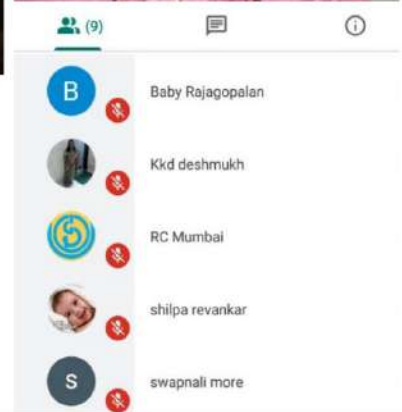 (9)
B
Baby Rajagopalan
Kkd deshmukh
RC Mumbai
shilpa revankar
S
swapnali more